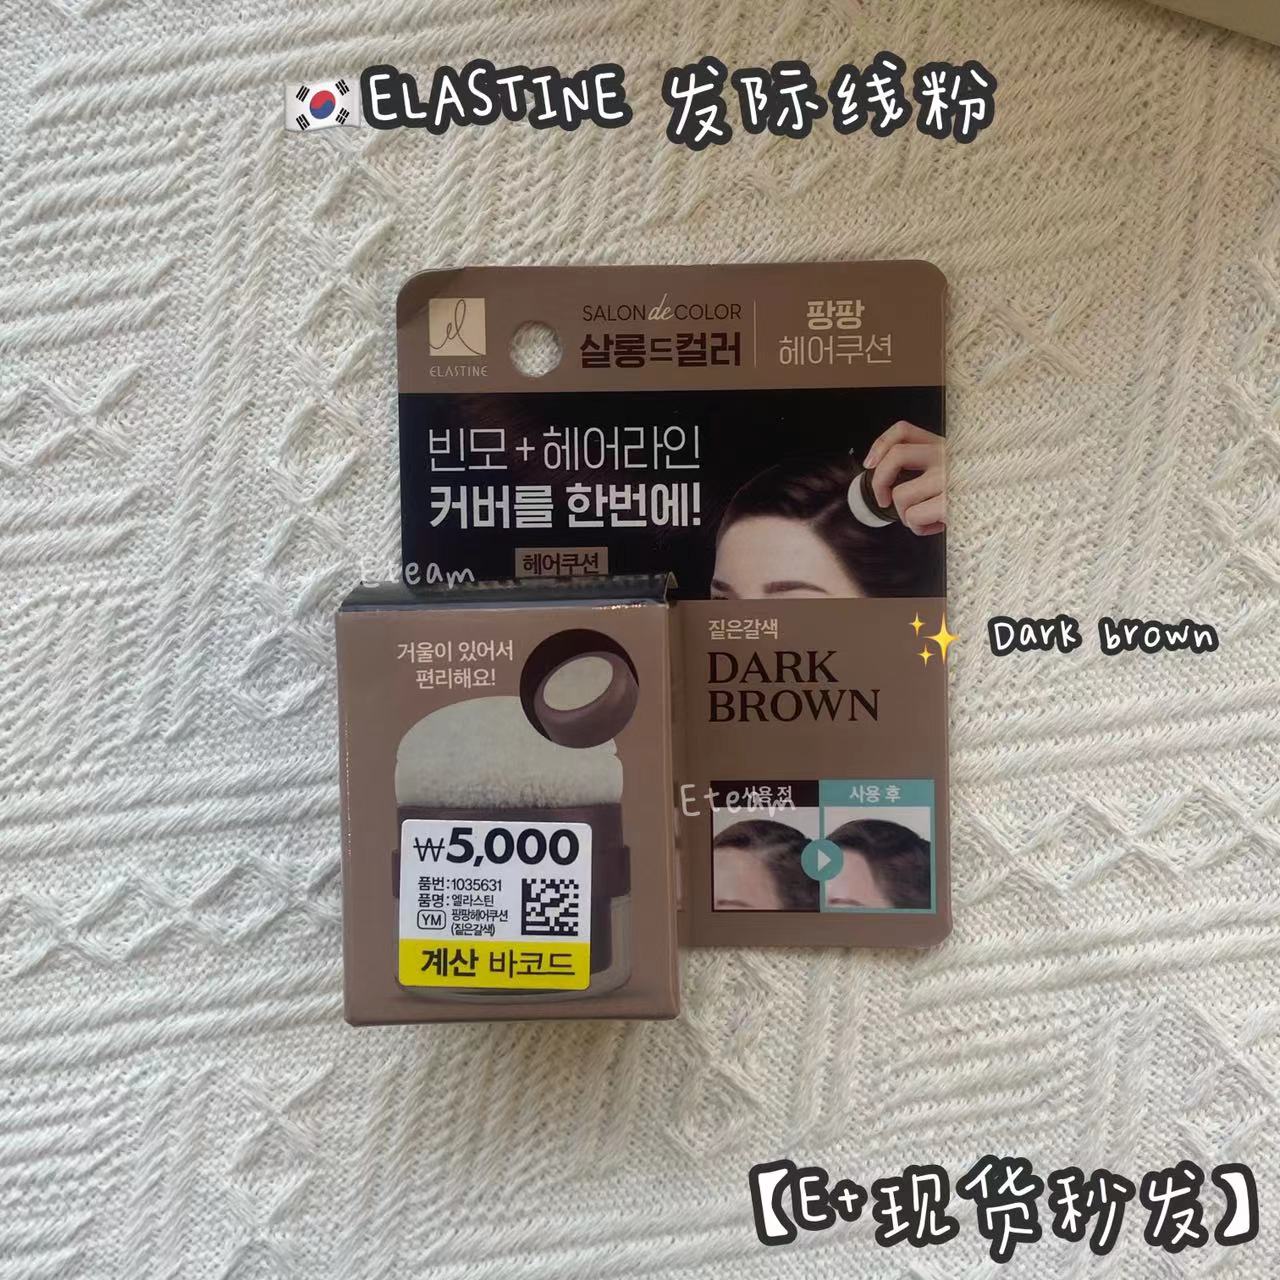 ELASTINE 发际线粉
SALON de COLOR
살롱드컬러
팡팡
헤어쿠션
el
ELASTINE
빈모+헤어라인
커버를 한번에!
헤어쿠션
Eteam
거울이 있어서
편리해요!
짙은갈색
DARK
BROWN
Dark brown
Eteam
사용 전
사용 후
₩5,000
품번:1035631
품명:엘라스틴
YM 팡팡헤어쿠션
(짙은갈색)
계산 바코드
【E+现货秒发】